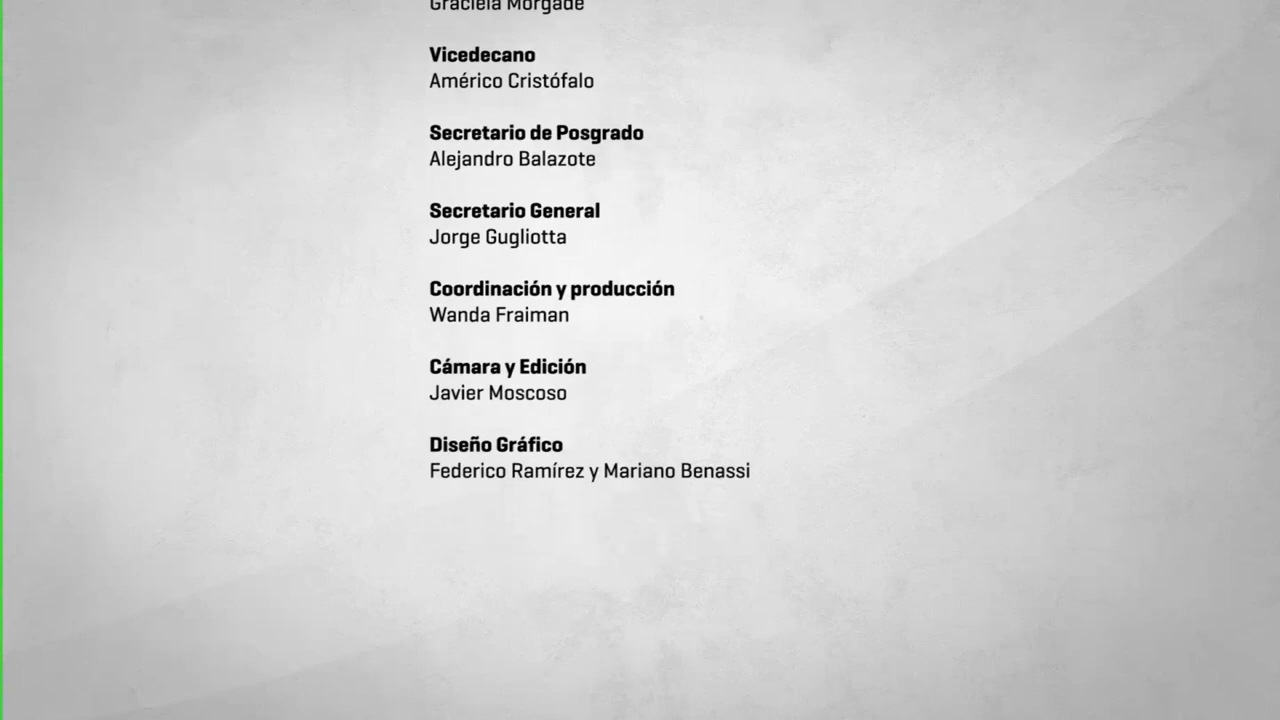 Graciela Morgade
Vicedecano
Américo Cristófalo
Secretario de Posgrado
Alejandro Balazote
Secretario General
Jorge Gugliotta
Coordinación y producción
Wanda Fraiman
Cámara y Edición
Javier Moscoso
Diseño Gráfico
Federico Ramírez y Mariano Benassi